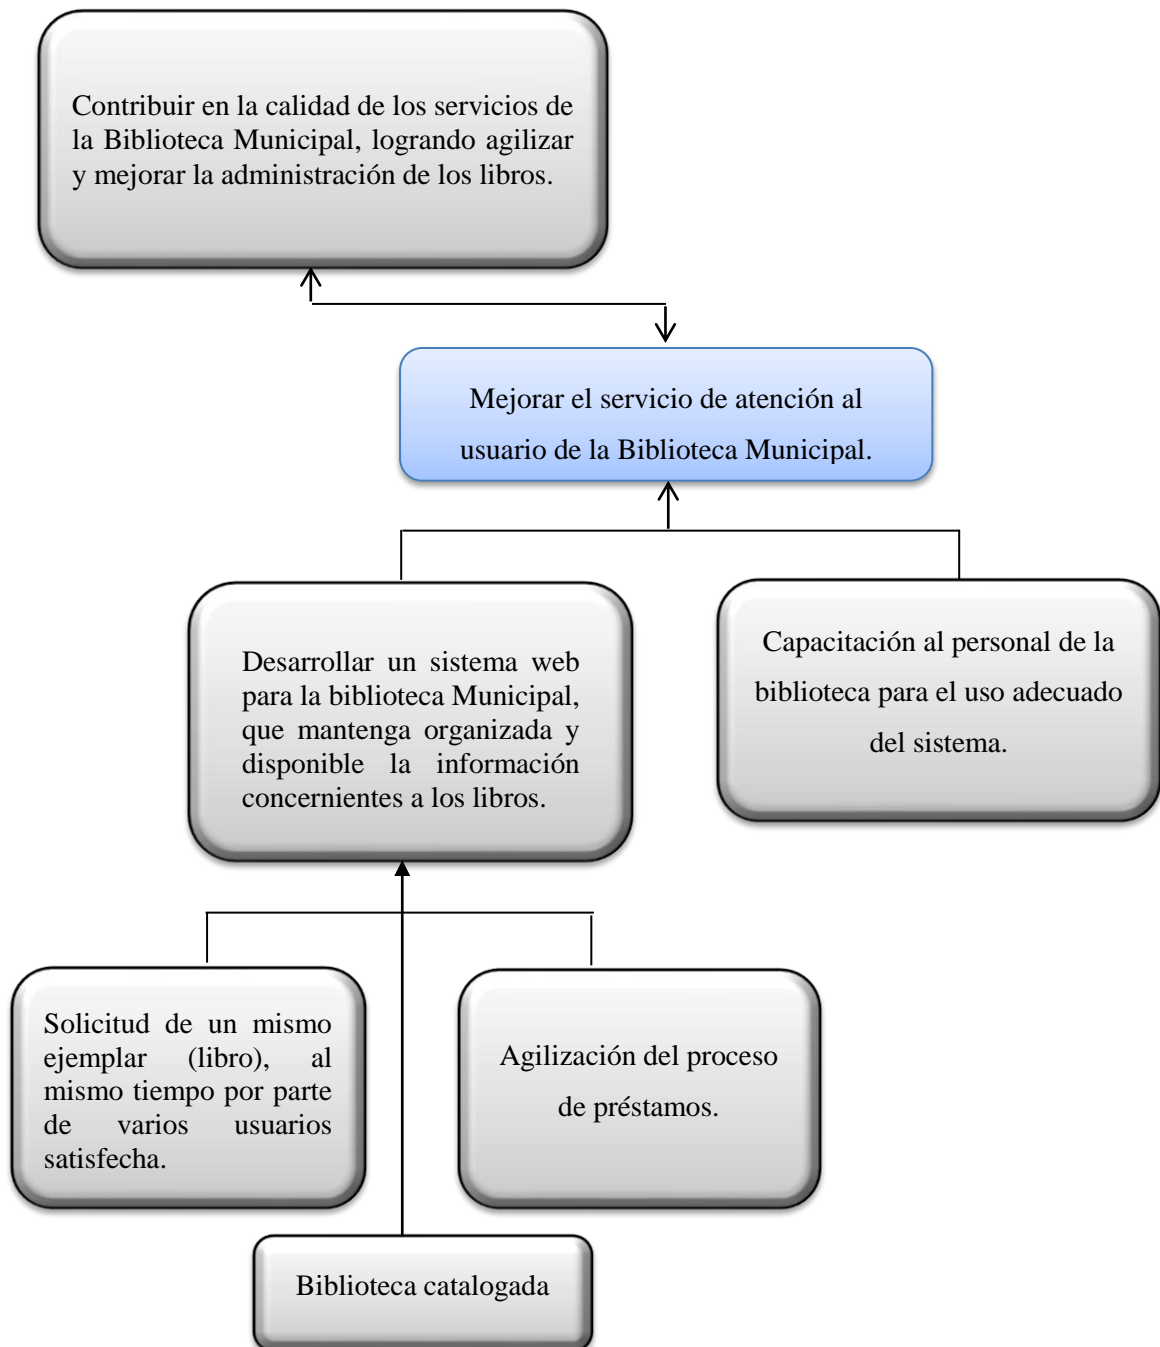 Contribuir en la calidad de los servicios de
la Biblioteca Municipal, logrando agilizar
y mejorar la administración de los libros.
Mejorar el servicio de atención al
usuario de la Biblioteca Municipal.
Desarrollar un sistema web
para la biblioteca Municipal,
que mantenga organizada y
disponible la información
concernientes a los libros.
Capacitación al personal de la
biblioteca para el uso adecuado
del sistema.
Solicitud de un mismo
ejemplar (libro), al
mismo tiempo por parte
de varios usuarios
satisfecha.
Agilización del proceso
de préstamos.
Biblioteca catalogada